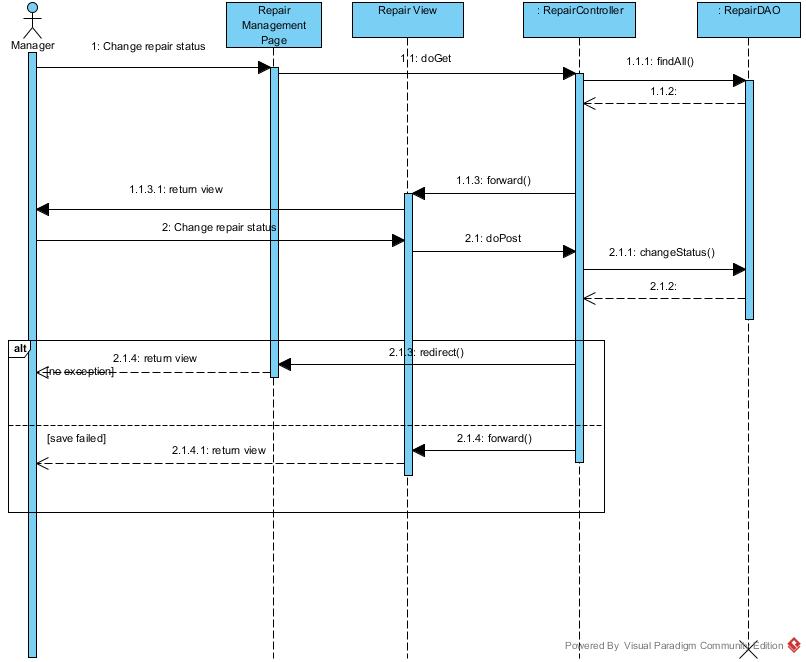 Repair
Management
Page
Repair View
: RepairController
: RepairDAO
Manager
1: Change repair status
1.1: doGet
1.1.1: findAll()
1.1.2:
1.1.3: forward()
1.1.3.1: return view
2: Change repair status
2.1: doPost
2.1.1: changeStatus()
2.1.2:
alt
2.1.3: redirect()
2.1.4: return view
[no exception]
[save failed]
2.1.4: forward()
2.1.4.1: return view
Powered By Visual Paradigm Community Edition